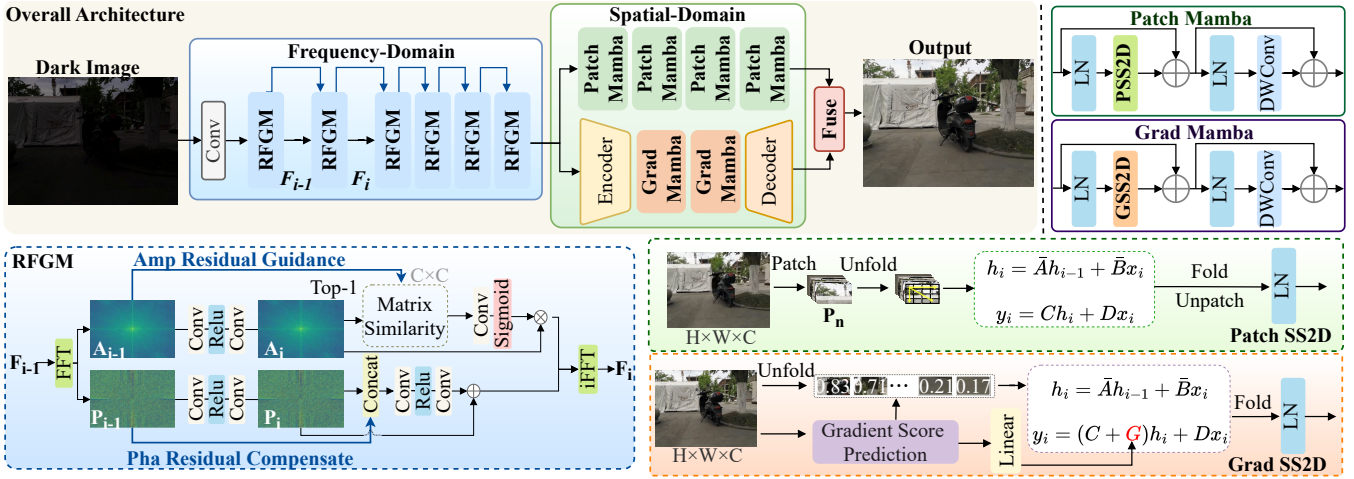 Overall Architecture
Dark Image
Conv
Frequency-Domain
RFGM
RFGM
RFGM
RFGM
RFGM
RFGM
F_{i-1}
F_i
Spatial-Domain
Patch Mamba
Patch Mamba
Patch Mamba
Patch Mamba
Encoder
Grad Mamba
Grad Mamba
Decoder
Fuse
Output
Patch Mamba
LN
PSS2D
LN
DWConv
Grad Mamba
LN
GSS2D
LN
DWConv
RFGM
Amp Residual Guidance
C×C
Top-1
F_{i-1}
FFT
A_{i-1}
Conv
Relu
Conv
A_i
Matrix
Similarity
Conv
Sigmoid
P_{i-1}
Conv
Relu
Conv
P_i
Concat
Conv
Relu
Conv
iFFT
F_i
Pha Residual Compensate
H×W×C
Patch
P_n
Unfold
h_i = Āh_{i-1} + B̄x_i
y_i = Ch_i + Dx_i
Fold
Unpatch
LN
Patch SS2D
H×W×C
Unfold
0.83 0.71 ··· 0.21 0.17
Gradient Score
Prediction
Linear
h_i = Āh_{i-1} + B̄x_i
y_i = (C + G)h_i + Dx_i
Fold
LN
Grad SS2D